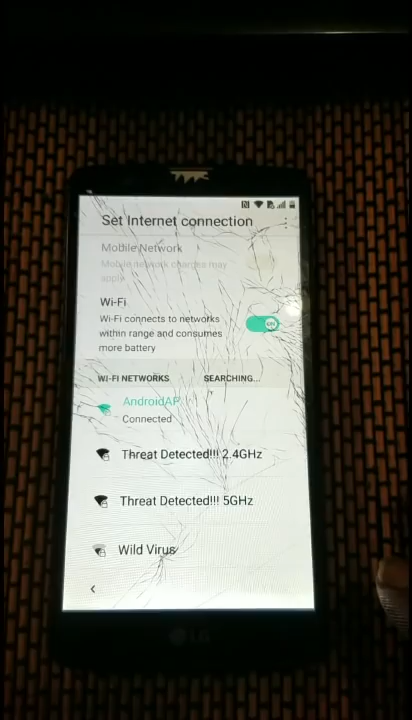 Set Internet connection
Mobile Network
Mobile network charges may
apply
Wi-Fi
Wi-Fi connects to networks
within range and consumes
more battery
WI-FI NETWORKS SEARCHING...
AndroidAP
Connected
Threat Detected!!! 2.4GHz
Threat Detected!!! 5GHz
Wild Virus
LG